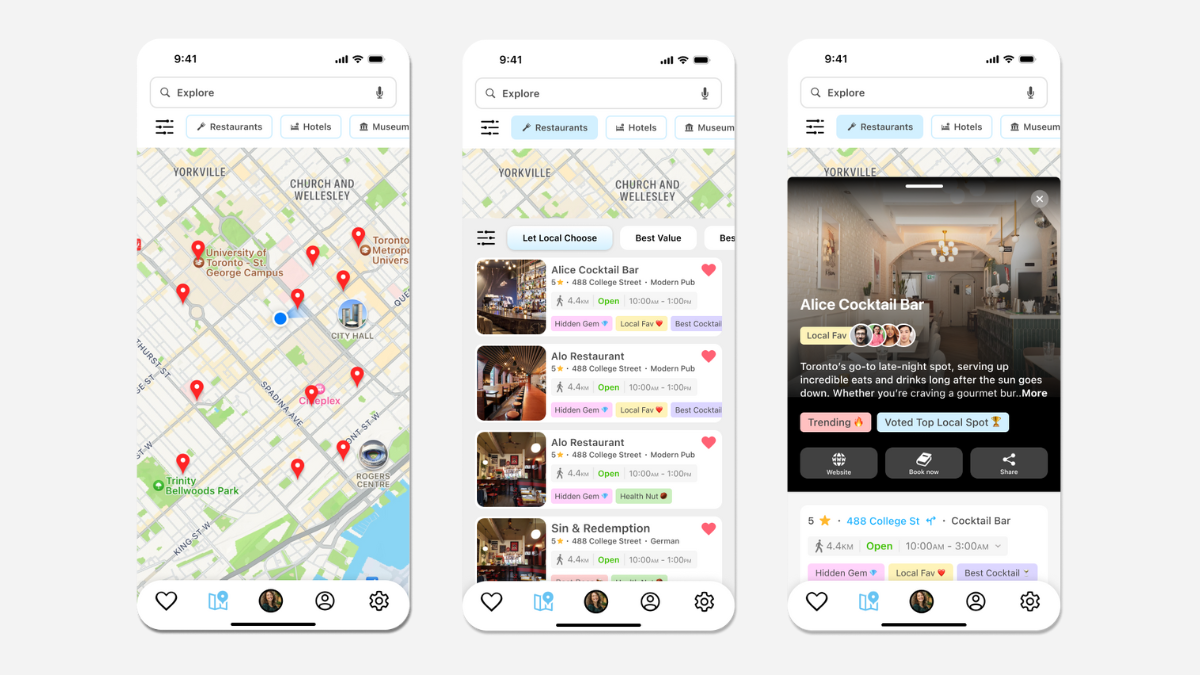 9:41
Explore
Restaurants
Hotels
Museum
YORKVILLE
CHURCH AND
WELLESLEY
University of
Toronto - St.
George Campus
Toronto
Metropo
Univers
QUE
CITY HALL
THURST ST
SE ST
SPADINA AVE
Cineplex
FRONT ST W
ROGERS
CENTRE
Trinity
Bellwoods Park
KING ST W
9:41
Explore
Restaurants
Hotels
Museum
YORKVILLE
CHURCH AND
WELLESLEY
Let Local Choose
Best Value
Bes
Alice Cocktail Bar
5⭐ · 488 College Street · Modern Pub
4.4KM Open 10:00AM - 1:00PM
Hidden Gem💎 Local Fav❤️ Best Cocktail
Alo Restaurant
5⭐ · 488 College Street · Modern Pub
4.4KM Open 10:00AM - 1:00PM
Hidden Gem💎 Local Fav❤️ Best Cocktail
Alo Restaurant
5⭐ · 488 College Street · Modern Pub
4.4KM Open 10:00AM - 1:00PM
Hidden Gem💎 Health Nut🌰
Sin & Redemption
5⭐ · 488 College Street · German
4.4KM Open 10:00AM - 1:00PM
9:41
Explore
Restaurants
Hotels
Museum
YORKVILLE
Alice Cocktail Bar
Local Fav
Toronto's go-to late-night spot, serving up
incredible eats and drinks long after the sun goes
down. Whether you're craving a gourmet bur..More
Trending🔥 Voted Top Local Spot🏆
Website
Book now
Share
5 ⭐ · 488 College St · Cocktail Bar
4.4KM Open 10:00AM - 3:00AM
Hidden Gem💎 Local Fav❤️ Best Cocktail🍸